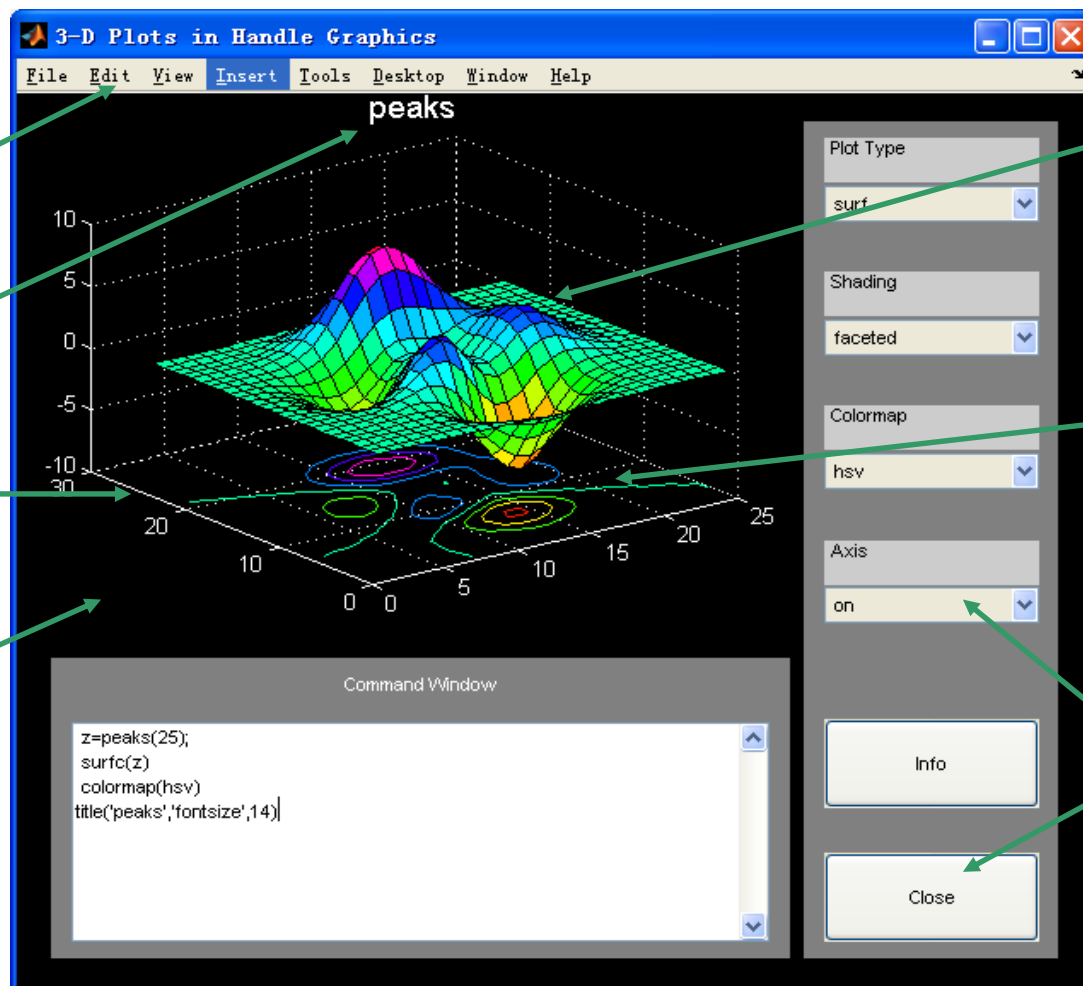 3-D Plots in Handle Graphics
File Edit View Insert Tools Desktop Window Help
peaks
10
5
0
-5
-10
30
20
10
0
0
5
10
15
20
25
Plot Type
surf
Shading
faceted
Colormap
hsv
Axis
on
Info
Close
Command Window
z=peaks(25);
surfc(z)
colormap(hsv)
title('peaks','fontsize',14)